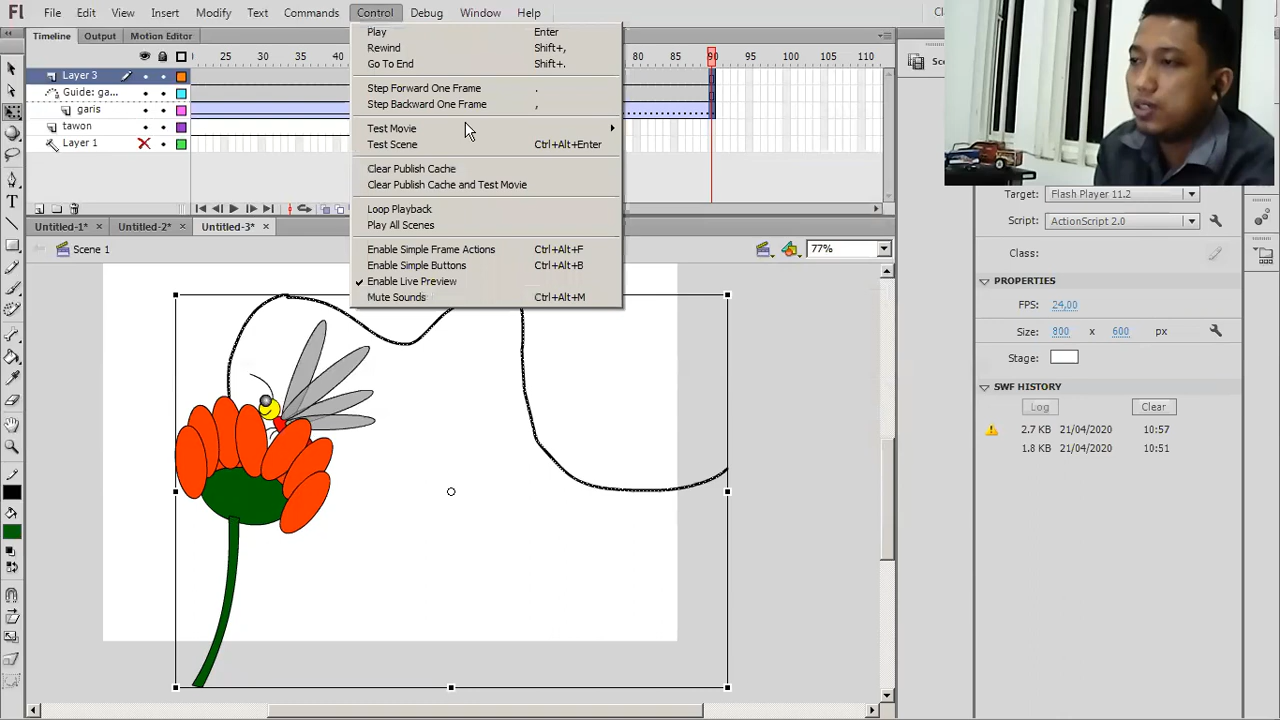 Fl File Edit View Insert Modify Text Commands Control Debug Window Help
Timeline Output Motion Editor
25 30 35 90 95 100 105 110
Layer 3
Guide: ga...
garis
tawon
Layer 1
Play Enter
Rewind Shift+,
Go To End Shift+.
Step Forward One Frame .
Step Backward One Frame ,
Test Movie
Test Scene Ctrl+Alt+Enter
Clear Publish Cache
Clear Publish Cache and Test Movie
Loop Playback
Play All Scenes
Enable Simple Frame Actions Ctrl+Alt+F
Enable Simple Buttons Ctrl+Alt+B
Enable Live Preview
Mute Sounds Ctrl+Alt+M
Untitled-1* × Untitled-2* × Untitled-3* ×
Scene 1
77%
Target: Flash Player 11.2
Script: ActionScript 2.0
Class:
PROPERTIES
FPS: 24,00
Size: 800 x 600 px
Stage:
SWF HISTORY
Log Clear
2.7 KB 21/04/2020 10:57
1.8 KB 21/04/2020 10:51